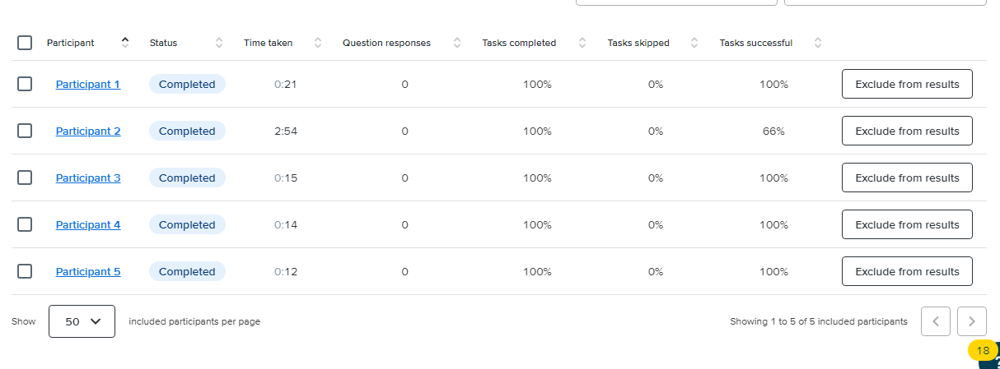 Participant Status Time taken Question responses Tasks completed Tasks skipped Tasks successful
Participant 1 Completed 0:21 0 100% 0% 100% Exclude from results
Participant 2 Completed 2:54 0 100% 0% 66% Exclude from results
Participant 3 Completed 0:15 0 100% 0% 100% Exclude from results
Participant 4 Completed 0:14 0 100% 0% 100% Exclude from results
Participant 5 Completed 0:12 0 100% 0% 100% Exclude from results
Show 50 included participants per page Showing 1 to 5 of 5 included participants
18